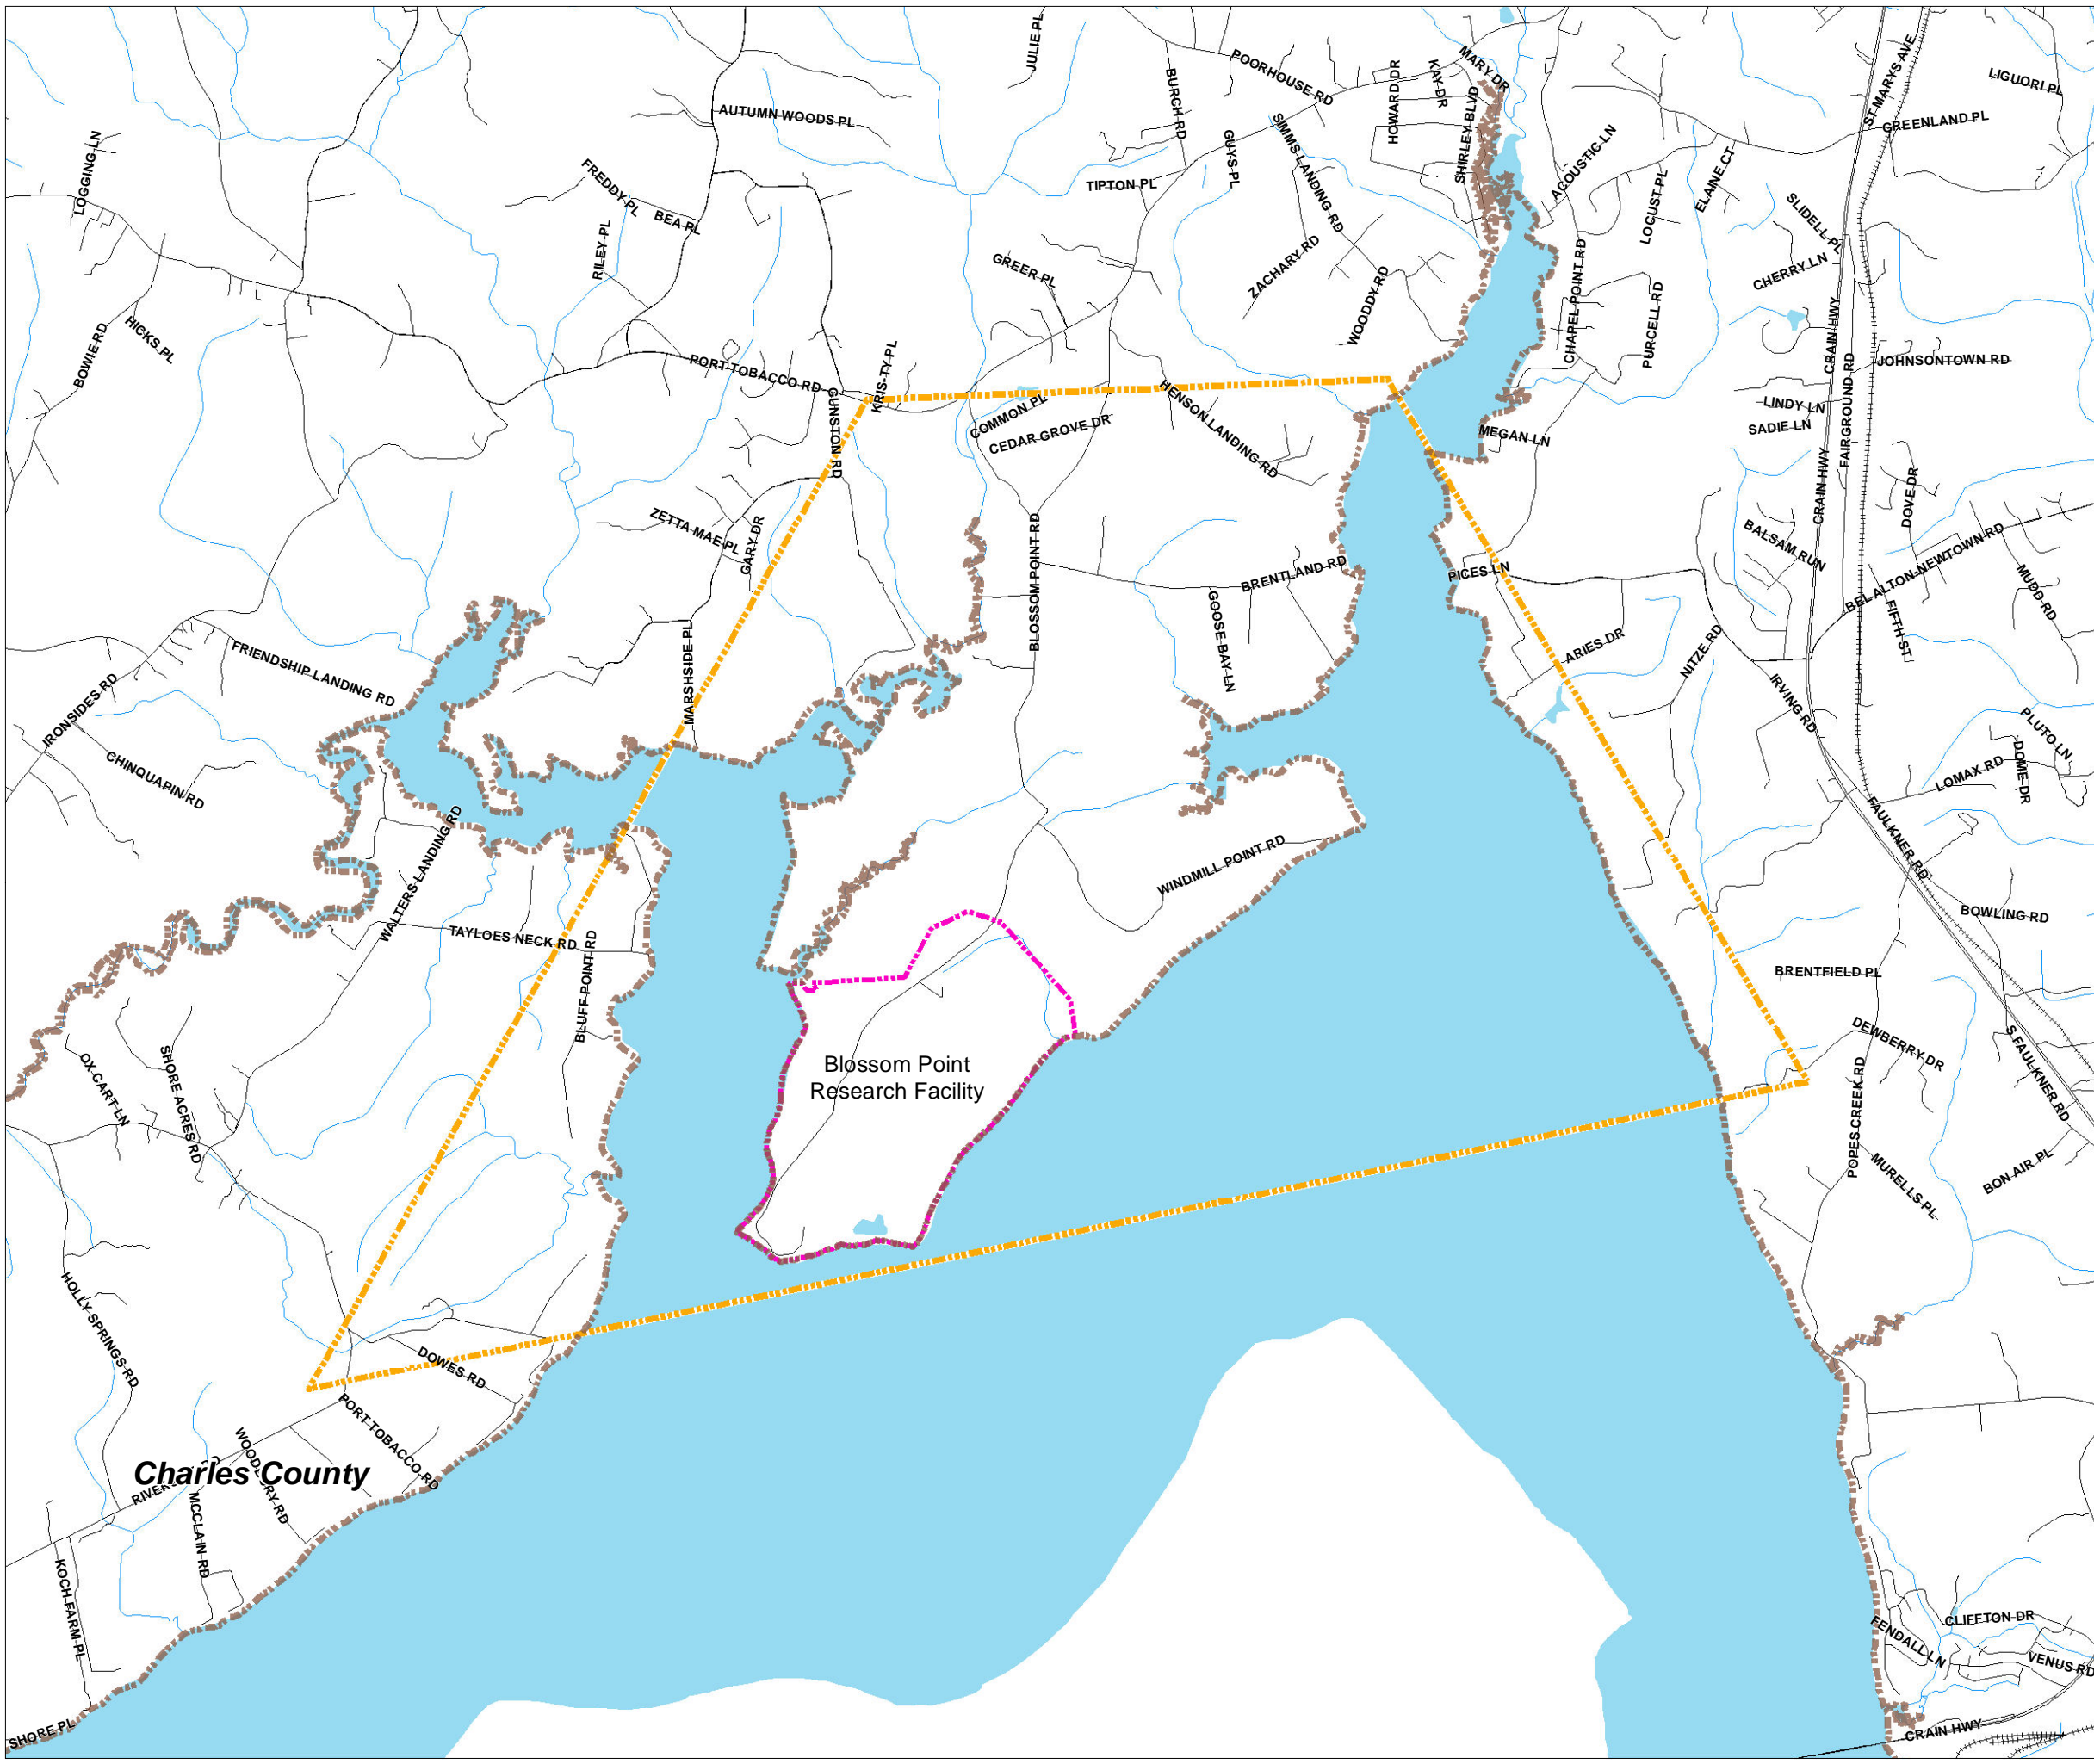 JULIE PL
MARY DR
POORHOUSE RD
HOWARD DR
KAY DR
ST MARYS AVE
LIGUORI PL
BURCH RD
SHIRLEY BLVD
AUTUMN WOODS PL
GREENLAND PL
LOGGING LN
SIMMS LANDING RD
GUYS PL
ACOUSTIC LN
ELAINE CT
FREDDY PL
TIPTON PL
LOCUST PL
BEA PL
SLIDELL PL
RILEY PL
ZACHARY RD
GREER PL
CHERRY LN
WOODY RD
CHAPEL POINT RD
PURCELL RD
BOWIE RD
HICKS PL
CRAIN HWY
PORT TOBACCO RD
KRIS-TY PL
JOHNSONTOWN RD
GUNSTON RD
COMMON PL
HENSON LANDING RD
LINDY LN
FAIRGROUND RD
CEDAR GROVE DR
MEGAN LN
SADIE LN
CRAIN HWY
DOVE DR
ZETTA MAE PL
GARY DR
BLOSSOM POINT RD
BALSAM RUN
BELALTON-NEWTOWN RD
BRENTLAND RD
PICES LN
MUDD RD
GOOSE BAY LN
FIFTH ST
FRIENDSHIP LANDING RD
MARSHSIDE PL
ARIES DR
NITZE RD
IRONSIDES RD
IRVING RD
PLUTO LN
CHINQUAPIN RD
LOMAX RD
DOME DR
WALTERS LANDING RD
FAULKNER RD
WINDMILL POINT RD
TAYLOES NECK RD
BOWLING RD
BLUFF POINT RD
BRENTFIELD PL
OX CART LN
SHORE ACRES RD
Blossom Point
Research Facility
DEWBERRY DR
S FAULKNER RD
POPES CREEK RD
MURELLS PL
BON AIR PL
HOLLY SPRINGS RD
DOWES RD
PORT TOBACCO RD
Charles County
MCCLAIN RD
KOCH FARM PL
CLIFFTON DR
FENDALL LN
VENUS RD
SHORE PL
CRAIN HWY